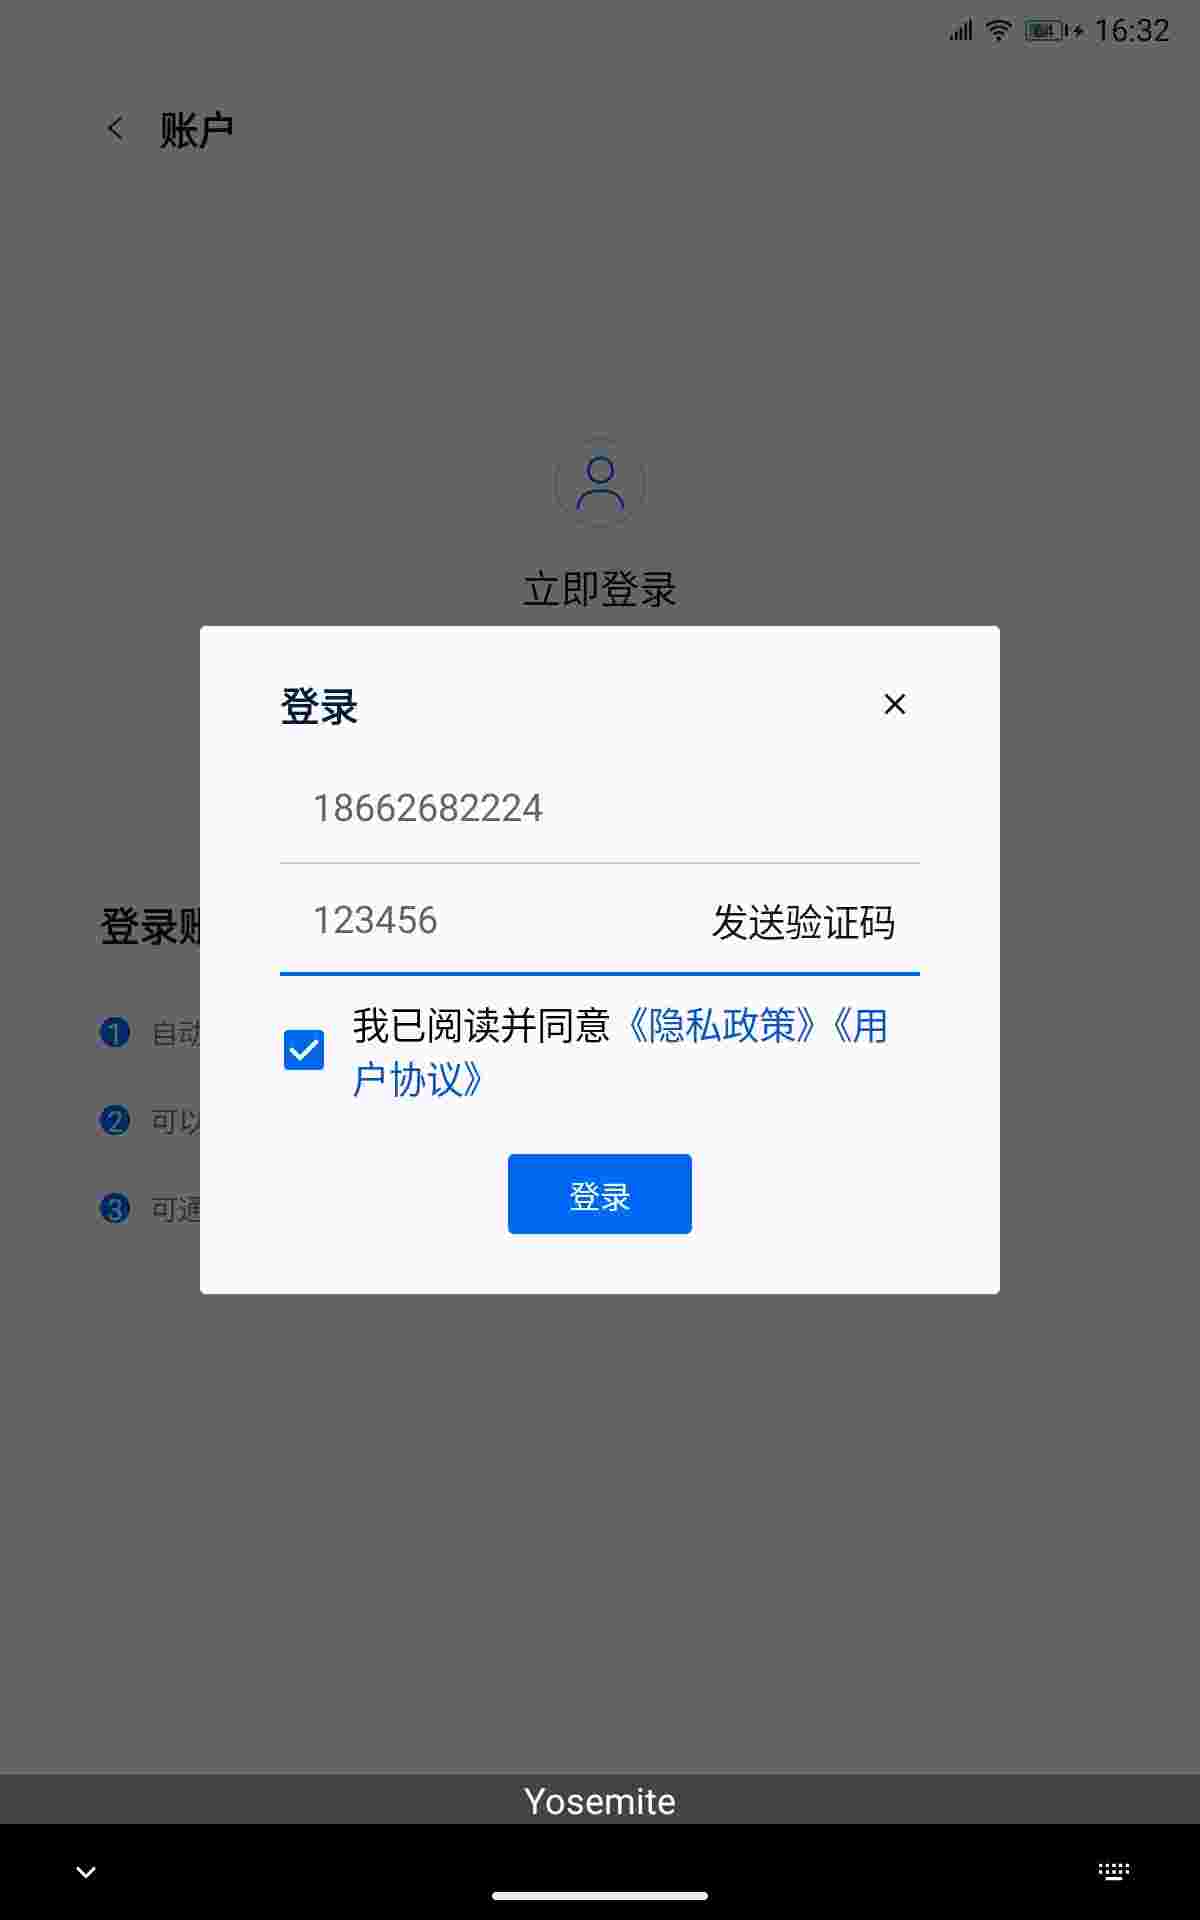 16:32
账户
立即登录
登录
18662682224
123456 发送验证码
登录账
我已阅读并同意《隐私政策》《用
户协议》
1 自动
2 可以
3 可通
登录
Yosemite